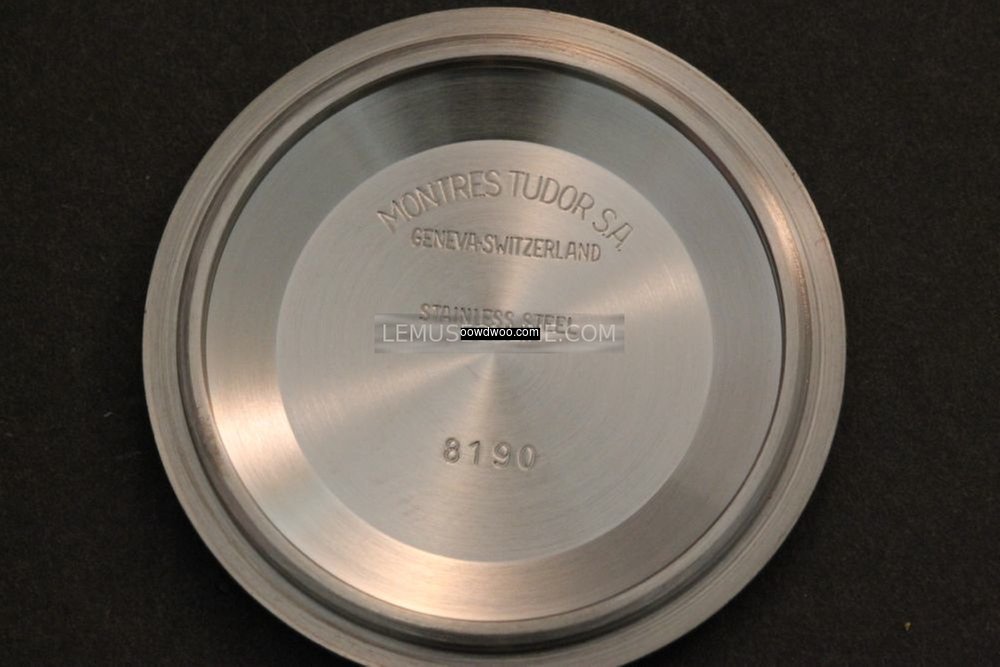 MONTRES TUDOR S.A.
GENEVA-SWITZERLAND
STAINLESS STEEL
oowdwoo.com
8190